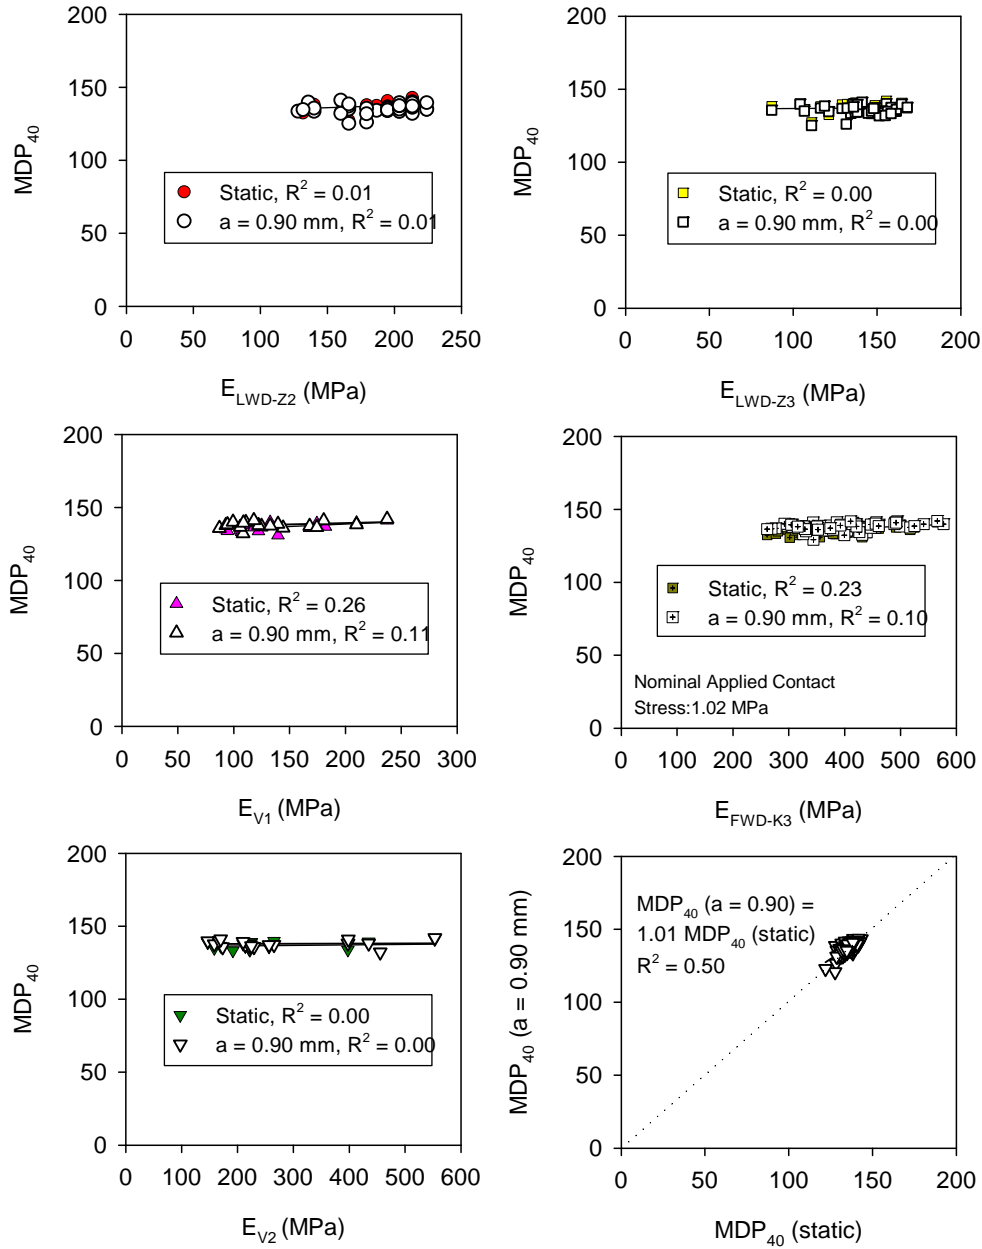 200
150
100
50
0
MDP40
Static, R2 = 0.01
a = 0.90 mm, R2 = 0.01
0 50 100 150 200 250
ELWD-Z2 (MPa)
200
150
100
50
0
MDP40
Static, R2 = 0.00
a = 0.90 mm, R2 = 0.00
0 50 100 150 200
ELWD-Z3 (MPa)
200
150
100
50
0
MDP40
Static, R2 = 0.26
a = 0.90 mm, R2 = 0.11
0 50 100 150 200 250 300
EV1 (MPa)
200
150
100
50
0
MDP40
Static, R2 = 0.23
a = 0.90 mm, R2 = 0.10
Nominal Applied Contact
Stress:1.02 MPa
0 100 200 300 400 500 600
EFWD-K3 (MPa)
200
150
100
50
0
MDP40
Static, R2 = 0.00
a = 0.90 mm, R2 = 0.00
0 100 200 300 400 500 600
EV2 (MPa)
200
150
100
50
0
MDP40 (a = 0.90 mm)
MDP40 (a = 0.90) =
1.01 MDP40 (static)
R2 = 0.50
0 50 100 150 200
MDP40 (static)